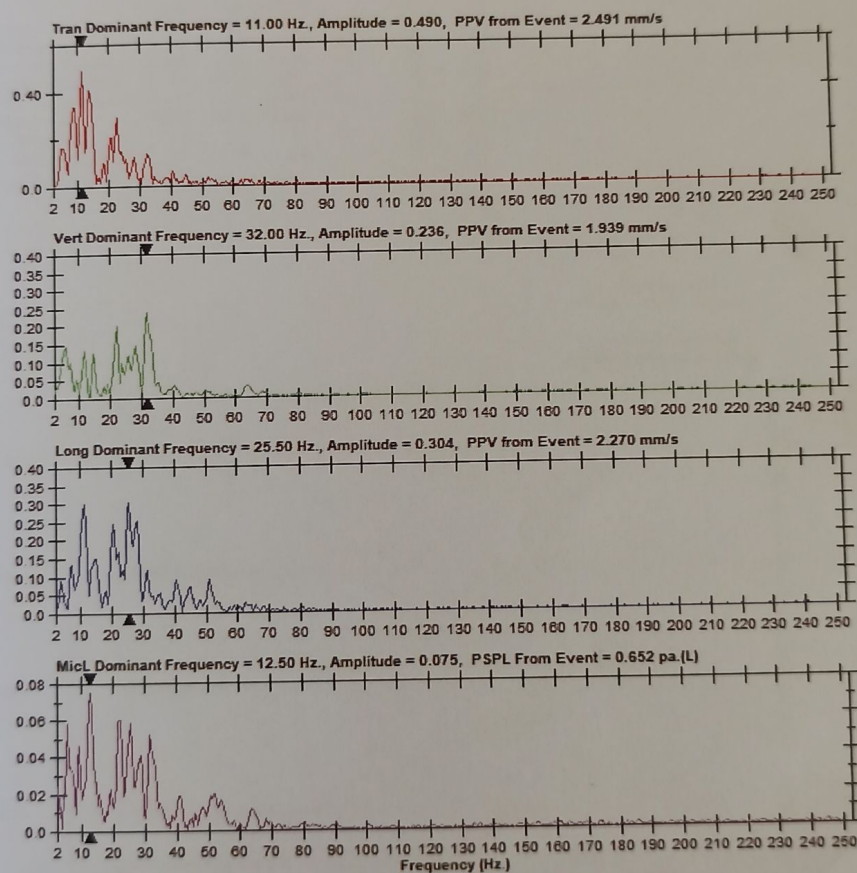 Tran Dominant Frequency = 11.00 Hz., Amplitude = 0.490, PPV from Event = 2.491 mm/s
0.40
0.0
2 10 20 30 40 50 60 70 80 90 100 110 120 130 140 150 160 170 180 190 200 210 220 230 240 250
Vert Dominant Frequency = 32.00 Hz., Amplitude = 0.236, PPV from Event = 1.939 mm/s
0.40
0.35
0.30
0.25
0.20
0.15
0.10
0.05
0.0
2 10 20 30 40 50 60 70 80 90 100 110 120 130 140 150 160 170 180 190 200 210 220 230 240 250
Long Dominant Frequency = 25.50 Hz., Amplitude = 0.304, PPV from Event = 2.270 mm/s
0.40
0.35
0.30
0.25
0.20
0.15
0.10
0.05
0.0
2 10 20 30 40 50 60 70 80 90 100 110 120 130 140 150 160 170 180 190 200 210 220 230 240 250
MicL Dominant Frequency = 12.50 Hz., Amplitude = 0.075, PSPL From Event = 0.652 pa.(L)
0.08
0.06
0.04
0.02
0.0
2 10 20 30 40 50 60 70 80 90 100 110 120 130 140 150 160 170 180 190 200 210 220 230 240 250
Frequency (Hz.)